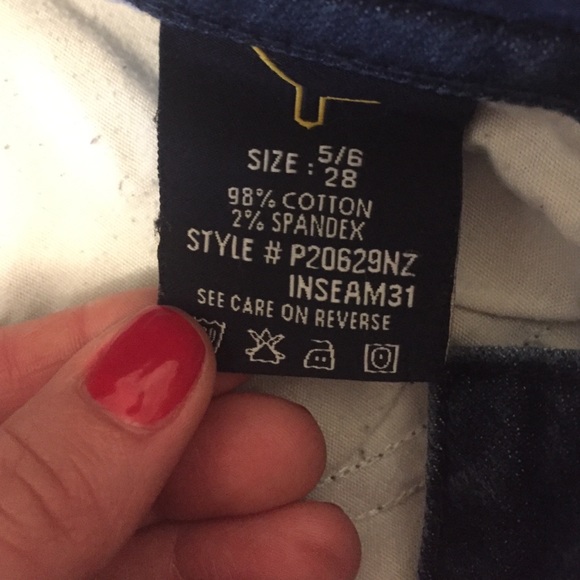 SIZE : 5/6
28
98% COTTON
2% SPANDEX
STYLE # P20629NZ
INSEAM31
SEE CARE ON REVERSE